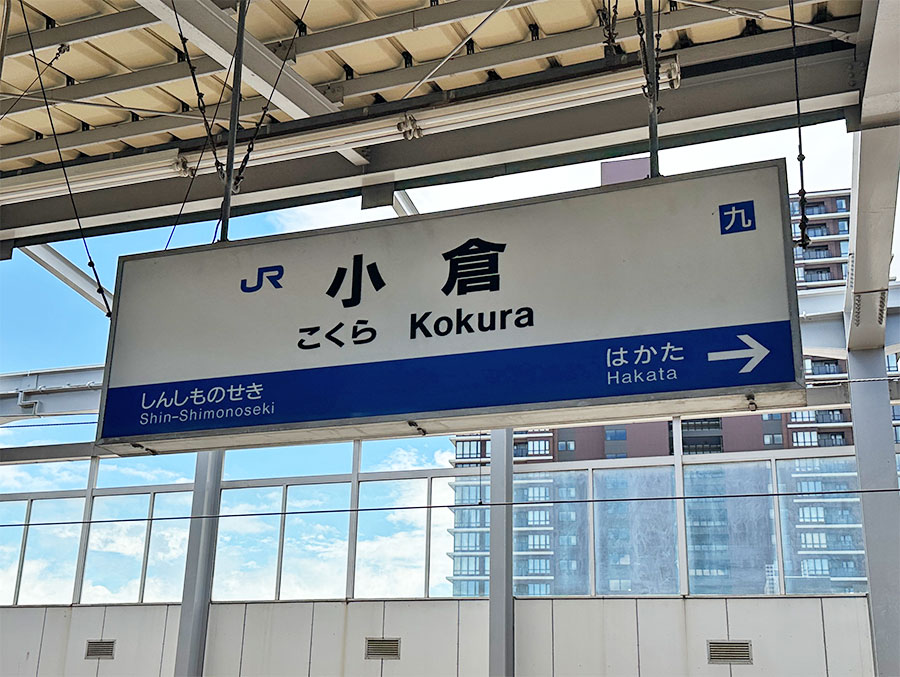 九
JR 小倉
こくら Kokura
しんしものせき
Shin-Shimonoseki
はかた →
Hakata